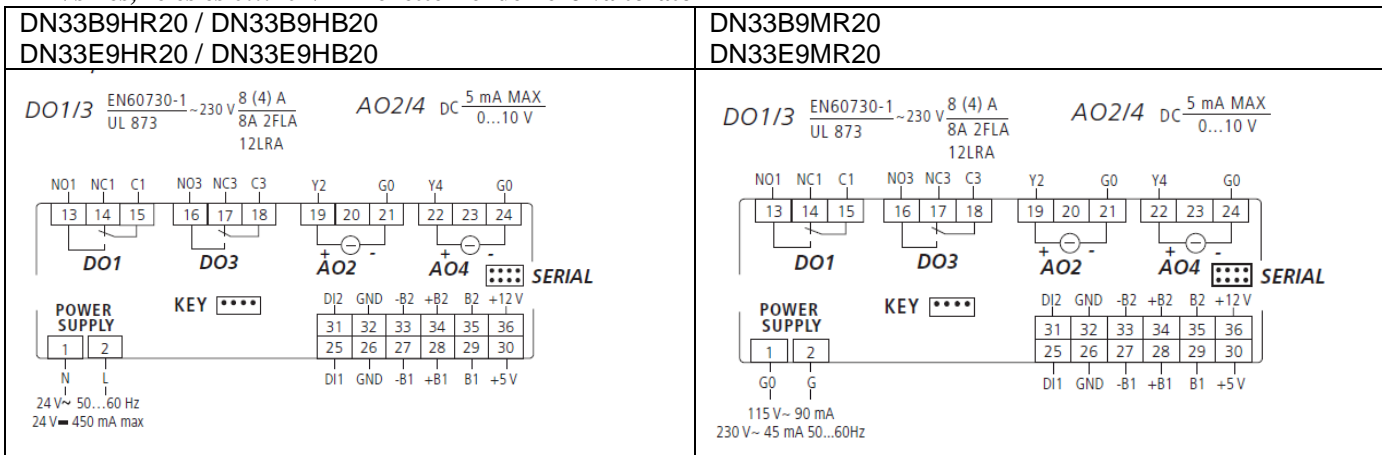 DN33B9HR20 / DN33B9HB20
DN33E9HR20 / DN33E9HB20
DO1/3 EN60730-1 UL 873 ~230 V 8 (4) A 8A 2FLA 12LRA
AO2/4 DC 5 mA MAX 0...10 V
NO1 NC1 C1 NO3 NC3 C3 Y2 G0 Y4 G0
13 14 15 16 17 18 19 20 21 22 23 24
+ - + -
DO1 DO3 AO2 AO4 SERIAL
POWER SUPPLY
KEY
DI2 GND -B2 +B2 B2 +12 V
31 32 33 34 35 36
1 2 25 26 27 28 29 30
N L DI1 GND -B1 +B1 B1 +5 V
24 V~ 50...60 Hz
24 V⎓ 450 mA max
DN33B9MR20
DN33E9MR20
DO1/3 EN60730-1 UL 873 ~230 V 8 (4) A 8A 2FLA 12LRA
AO2/4 DC 5 mA MAX 0...10 V
NO1 NC1 C1 NO3 NC3 C3 Y2 G0 Y4 G0
13 14 15 16 17 18 19 20 21 22 23 24
+ - + -
DO1 DO3 AO2 AO4 SERIAL
POWER SUPPLY
KEY
DI2 GND -B2 +B2 B2 +12 V
31 32 33 34 35 36
1 2 25 26 27 28 29 30
G0 G DI1 GND -B1 +B1 B1 +5 V
115 V~ 90 mA
230 V~ 45 mA 50...60Hz